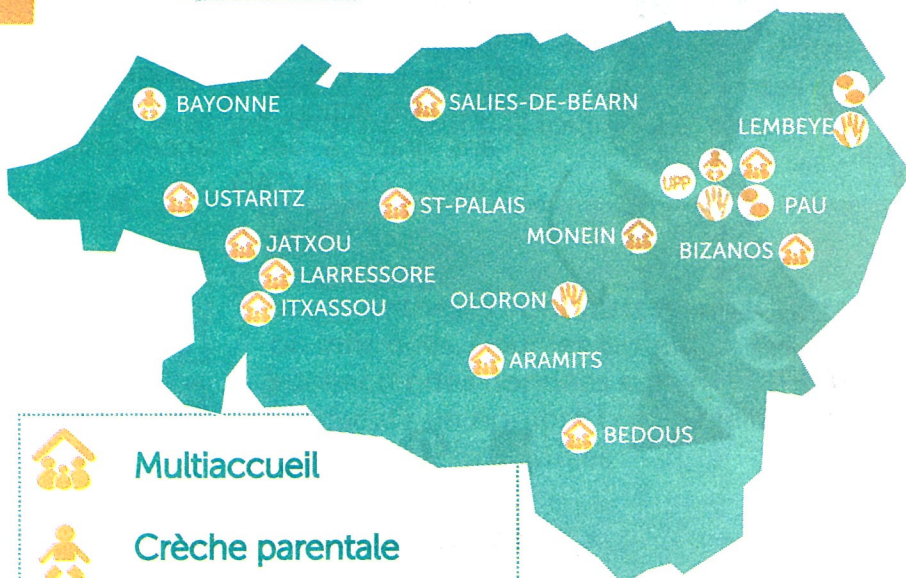 BAYONNE
SALIES-DE-BÉARN
LEMBEYE
USTARITZ
ST-PALAIS
UPP
PAU
JATXOU
MONEIN
BIZANOS
LARRESSORE
ITXASSOU
OLORON
ARAMITS
BEDOUS
Multiaccueil
Crèche parentale